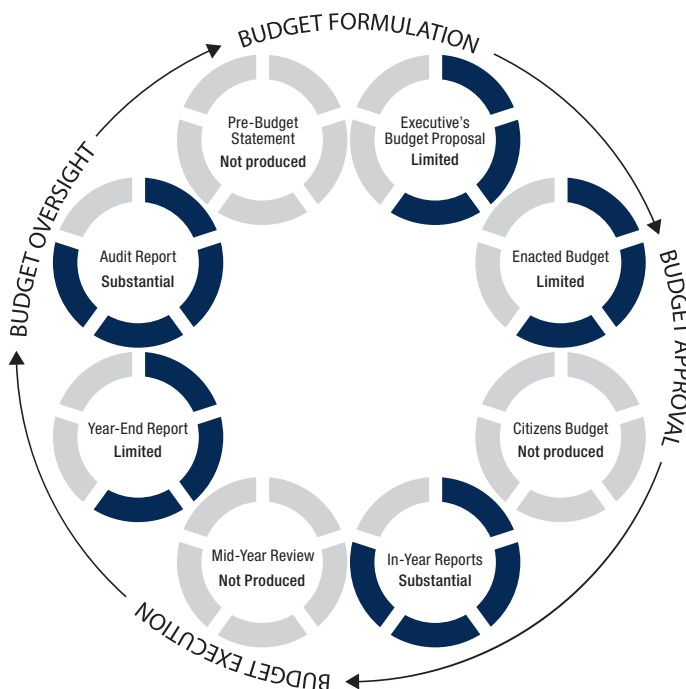 BUDGET FORMULATION
Pre-Budget
Statement
Not produced
Executive's
Budget Proposal
Limited
Enacted Budget
Limited
BUDGET APPROVAL
Citizens Budget
Not produced
In-Year Reports
Substantial
Mid-Year Review
Not Produced
BUDGET EXECUTION
Year-End Report
Limited
Audit Report
Substantial
BUDGET OVERSIGHT